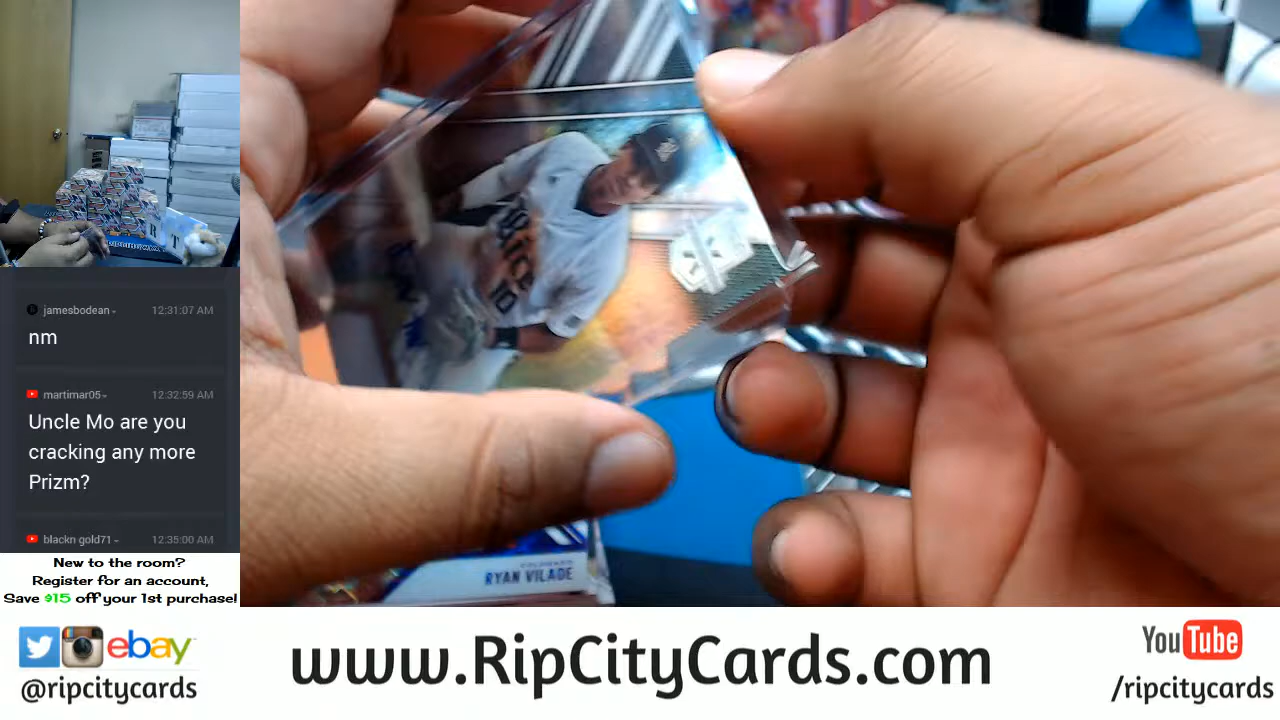 jamesbodean
12:31:07 AM
nm
martimar05
12:32:59 AM
Uncle Mo are you
cracking any more
Prizm?
blackn gold71
12:35:00 AM
New to the room?
Register for an account,
Save $15 off your 1st purchase!
10
RYAN VILADE
ebay
@ripcitycards
www.RipCityCards.com
YouTube
/ripcitycards